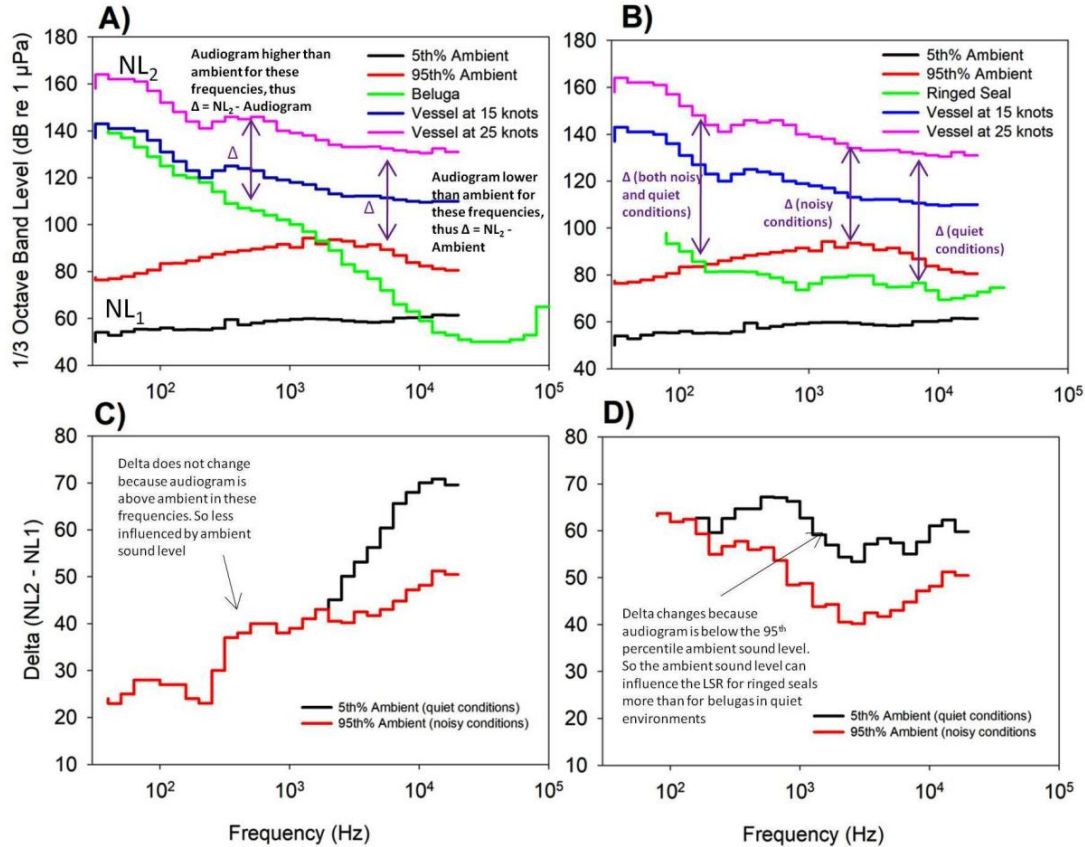 A)
1/3 Octave Band Level (dB re 1 µPa)
180
160
140
120
100
80
60
40
NL2
NL1
Audiogram higher than
ambient for these
frequencies, thus
Δ = NL2 - Audiogram
5th% Ambient
95th% Ambient
Beluga
Vessel at 15 knots
Vessel at 25 knots
Δ
Δ
Audiogram lower
than ambient for
these frequencies,
thus Δ = NL2 -
Ambient
10²
10³
10⁴
10⁵
B)
180
160
140
120
100
80
60
40
5th% Ambient
95th% Ambient
Ringed Seal
Vessel at 15 knots
Vessel at 25 knots
Δ (both noisy
and quiet
conditions)
Δ (noisy
conditions)
Δ (quiet
conditions)
10²
10³
10⁴
10⁵
C)
Delta (NL2 - NL1)
80
70
60
50
40
30
20
10
Delta does not change
because audiogram is
above ambient in these
frequencies. So less
influenced by ambient
sound level
5th% Ambient (quiet conditions)
95th% Ambient (noisy conditions)
10²
10³
10⁴
10⁵
Frequency (Hz)
D)
80
70
60
50
40
30
20
10
Delta changes because
audiogram is below the 95th
percentile ambient sound level.
So the ambient sound level can
influence the LSR for ringed seals
more than for belugas in quiet
environments
5th% Ambient (quiet conditions)
95th% Ambient (noisy conditions
10²
10³
10⁴
10⁵
Frequency (Hz)